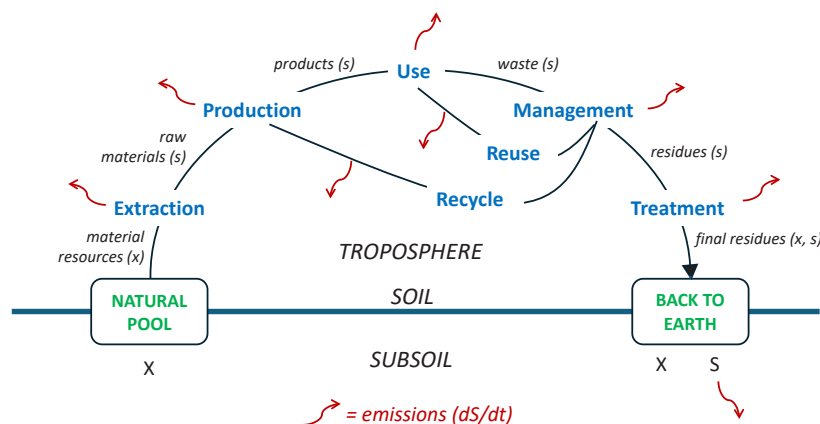 products (s)
Use
waste (s)
Production
Management
raw
materials (s)
Reuse
residues (s)
Recycle
Extraction
Treatment
material
resources (x)
TROPOSPHERE
final residues (x, s)
NATURAL
POOL
SOIL
BACK TO
EARTH
X
SUBSOIL
X
S
= emissions (dS/dt)